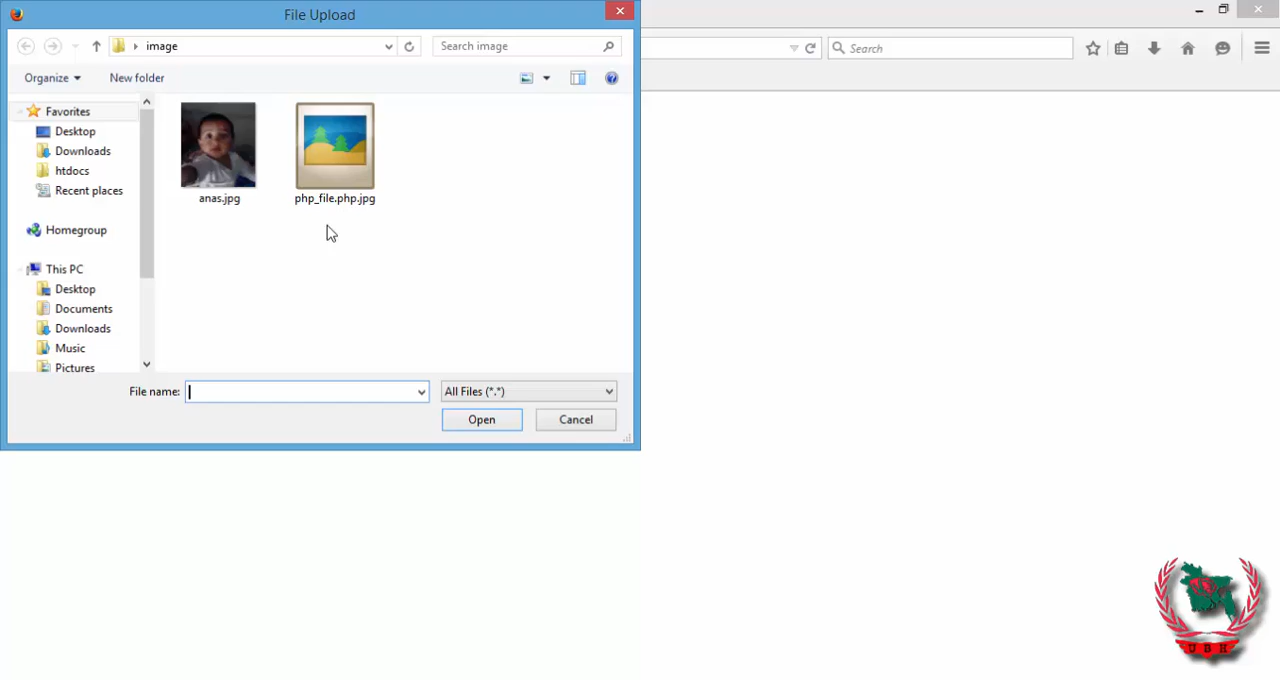 File Upload
image
Search image
Search
Organize
New folder
Favorites
Desktop
Downloads
htdocs
Recent places
Homegroup
This PC
Desktop
Documents
Downloads
Music
Pictures
anas.jpg
php_file.php.jpg
File name:
All Files (*.*)
Open
Cancel
U B H